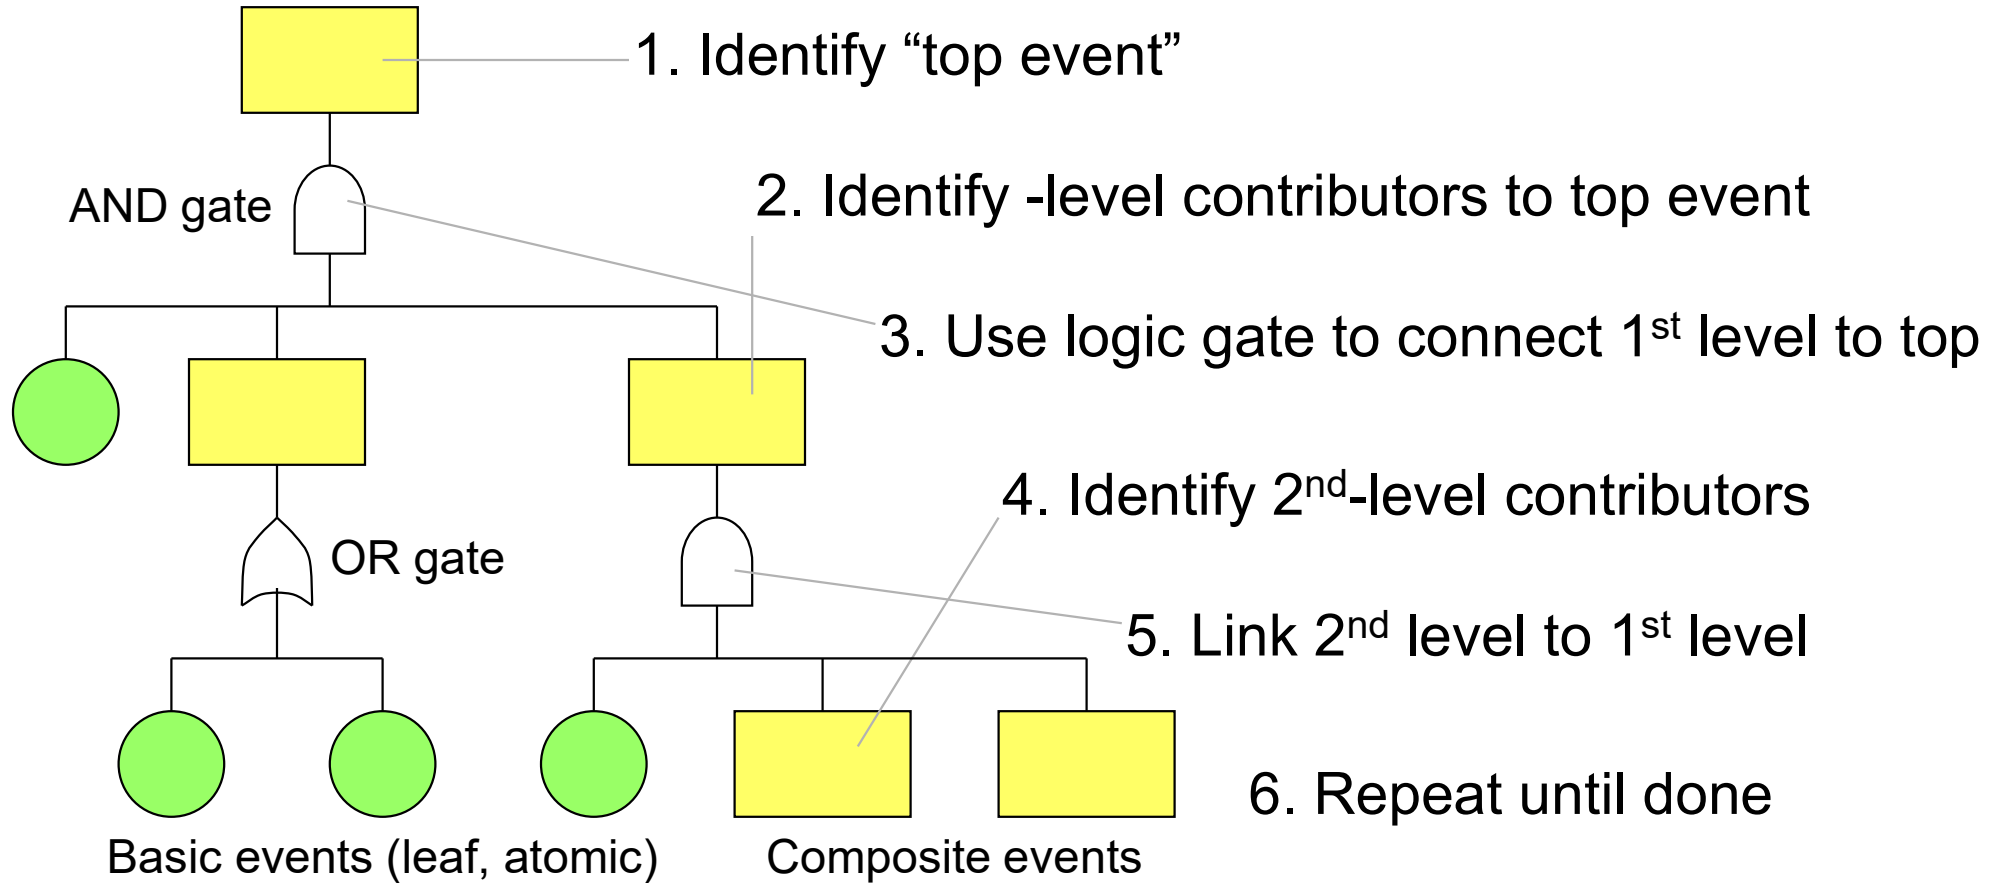 1. Identify “top event”
AND gate
2. Identify -level contributors to top event
3. Use logic gate to connect 1st level to top
4. Identify 2nd-level contributors
OR gate
5. Link 2nd level to 1st level
6. Repeat until done
Basic events (leaf, atomic)
Composite events